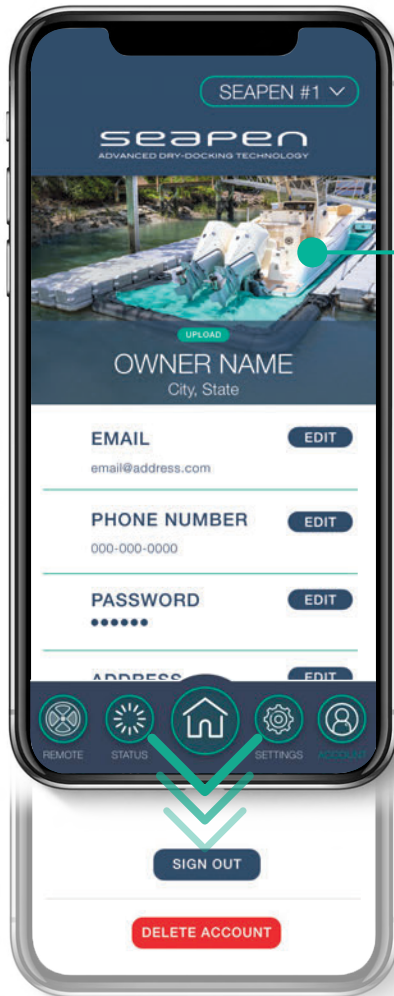 SEAPEN #1
seapen
ADVANCED DRY-DOCKING TECHNOLOGY
UPLOAD
OWNER NAME
City, State
EMAIL EDIT
email@address.com
PHONE NUMBER EDIT
000-000-0000
PASSWORD EDIT
••••••
ADDRESS EDIT
REMOTE STATUS SETTINGS ACCOUNT
SIGN OUT
DELETE ACCOUNT